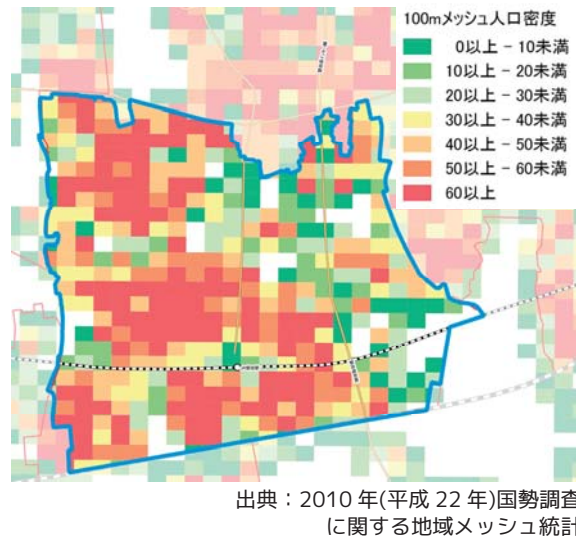 100mメッシュ人口密度
0以上 - 10未満
10以上 - 20未満
20以上 - 30未満
30以上 - 40未満
40以上 - 50未満
50以上 - 60未満
60以上
出典：2010 年(平成 22 年)国勢調査
に関する地域メッシュ統計